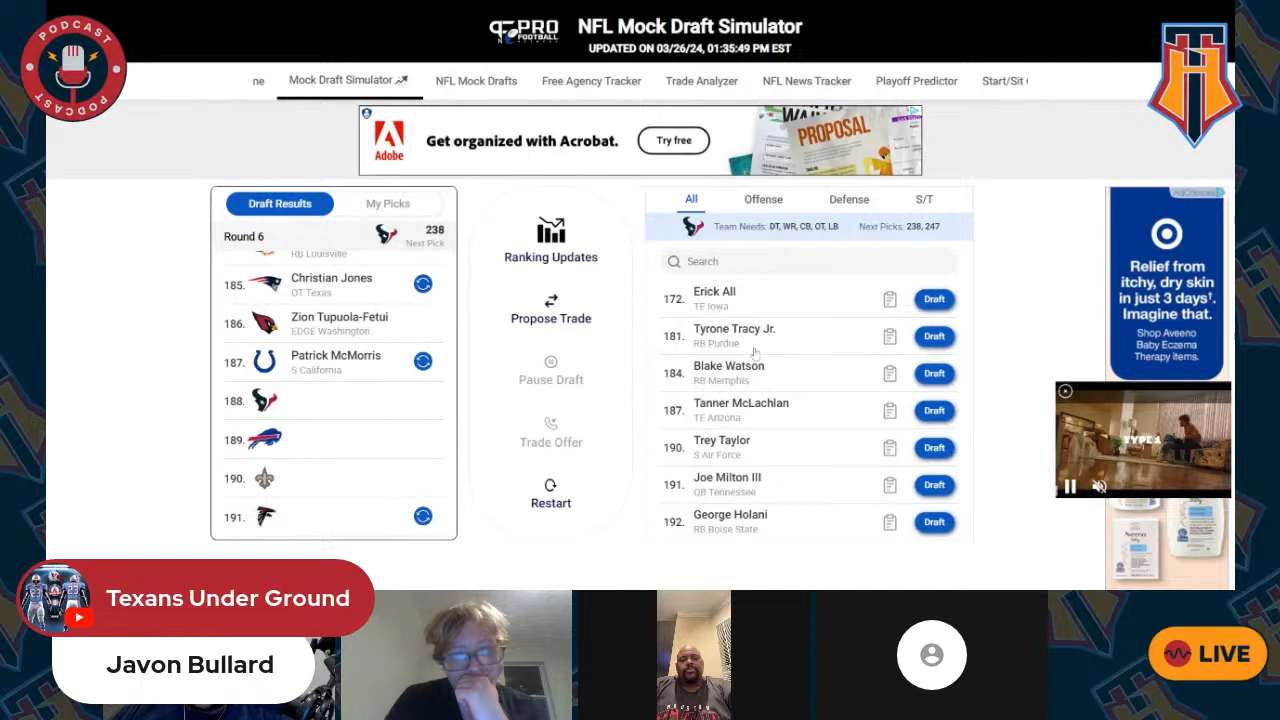 PODCAST
PODCAST
PRO
FOOTBALL
NETWORK
NFL Mock Draft Simulator
UPDATED ON 03/26/24, 01:35:49 PM EST
ne
Mock Draft Simulator
NFL Mock Drafts
Free Agency Tracker
Trade Analyzer
NFL News Tracker
Playoff Predictor
Start/Sit
Adobe
Get organized with Acrobat.
Try free
PROPOSAL
Draft Results
My Picks
Round 6
238
Next Pick
RB Louisville
185.
Christian Jones
OT Texas
186.
Zion Tupuola-Fetui
EDGE Washington
187.
Patrick McMorris
S California
188.
189.
190.
191.
Ranking Updates
Propose Trade
Pause Draft
Trade Offer
Restart
All
Offense
Defense
S/T
Team Needs: DT, WR, CB, OT, LB
Next Picks: 238, 247
Search
172.
Erick All
TE Iowa
Draft
181.
Tyrone Tracy Jr.
RB Purdue
Draft
184.
Blake Watson
RB Memphis
Draft
187.
Tanner McLachlan
TE Arizona
Draft
190.
Trey Taylor
S Air Force
Draft
191.
Joe Milton III
QB Tennessee
Draft
192.
George Holani
RB Boise State
Draft
AdChoices
Relief from
itchy, dry skin
in just 3 days†.
Imagine that.
Shop Aveeno
Baby Eczema
Therapy items.
TYPE 1
Aveeno
Texans Under Ground
Javon Bullard
LIVE